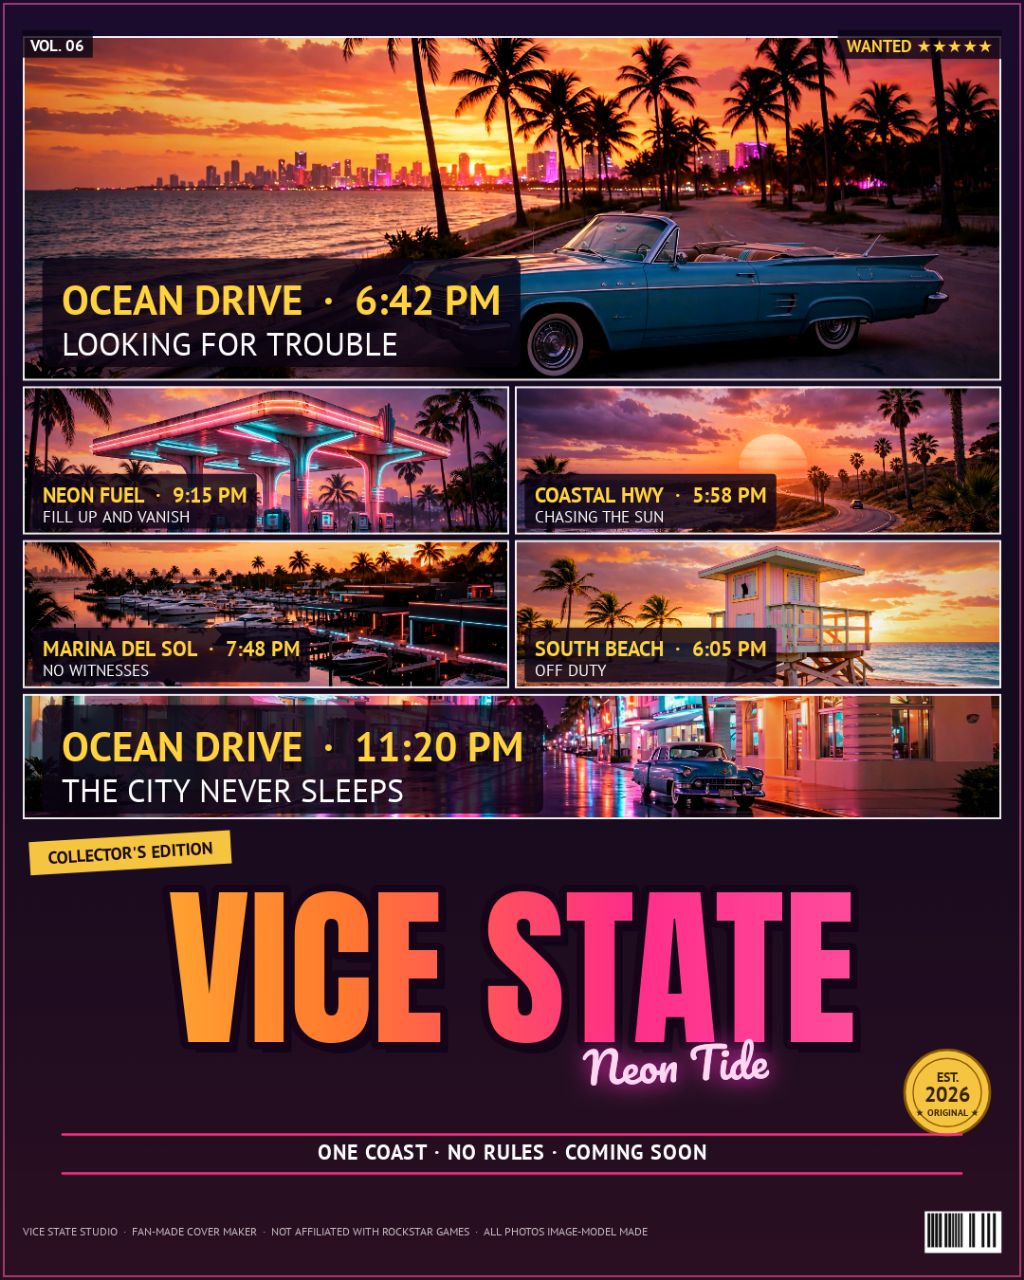 VOL. 06
WANTED ★★★★★
OCEAN DRIVE · 6:42 PM
LOOKING FOR TROUBLE
NEON FUEL · 9:15 PM
FILL UP AND VANISH
COASTAL HWY · 5:58 PM
CHASING THE SUN
MARINA DEL SOL · 7:48 PM
NO WITNESSES
SOUTH BEACH · 6:05 PM
OFF DUTY
OCEAN DRIVE · 11:20 PM
THE CITY NEVER SLEEPS
COLLECTOR'S EDITION
VICE STATE
Neon Tide
EST.
2026
★ ORIGINAL ★
ONE COAST · NO RULES · COMING SOON
VICE STATE STUDIO · FAN-MADE COVER MAKER · NOT AFFILIATED WITH ROCKSTAR GAMES · ALL PHOTOS IMAGE-MODEL MADE